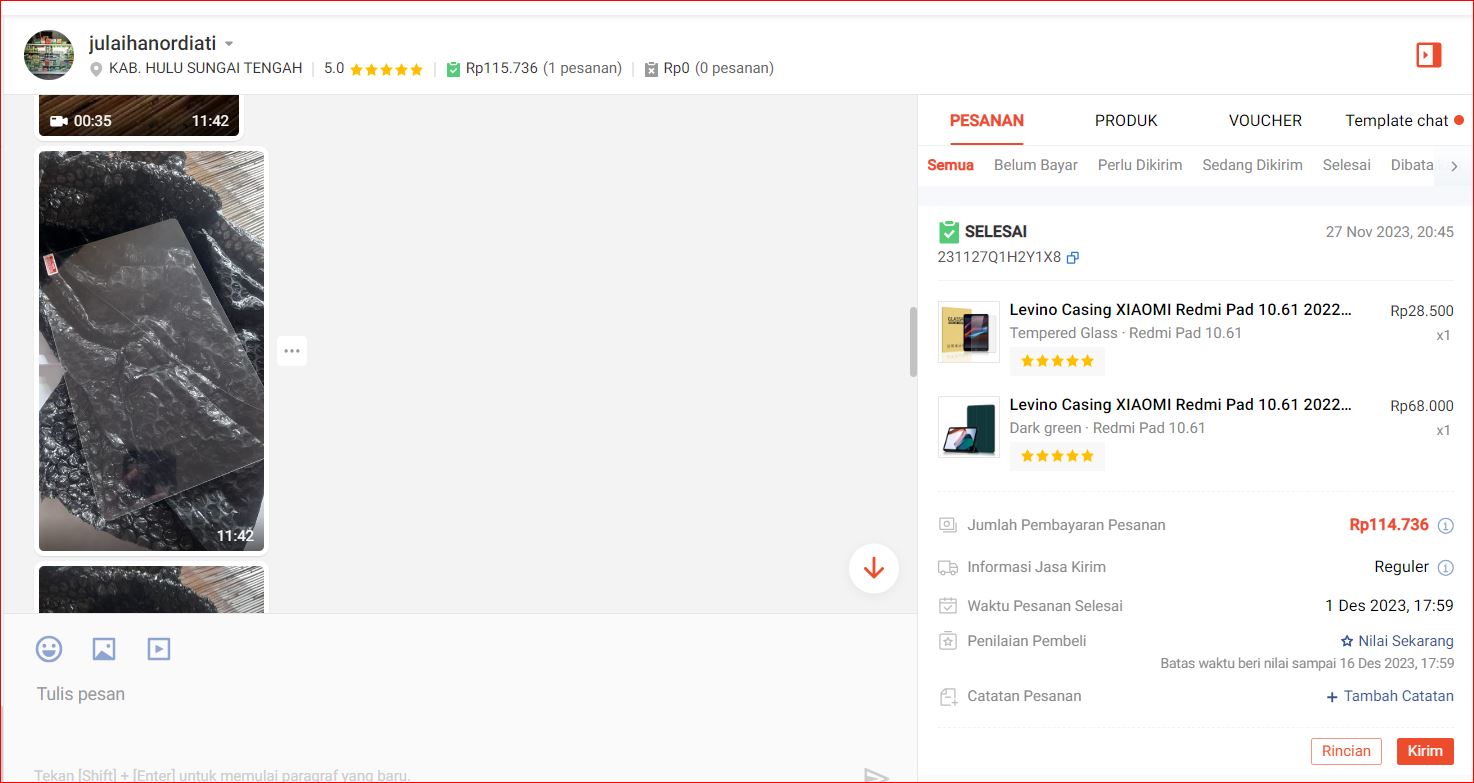 julaihanordiati
KAB. HULU SUNGAI TENGAH
5.0
Rp115.736 (1 pesanan)
Rp0 (0 pesanan)
00:35
11:42
11:42
Tulis pesan
Tekan [Shift] + [Enter] untuk memulai paragraf yang baru.
PESANAN
PRODUK
VOUCHER
Template chat
Semua
Belum Bayar
Perlu Dikirim
Sedang Dikirim
Selesai
Dibata
SELESAI
27 Nov 2023, 20:45
231127Q1H2Y1X8
Levino Casing XIAOMI Redmi Pad 10.61 2022...
Rp28.500
Tempered Glass · Redmi Pad 10.61
x1
Levino Casing XIAOMI Redmi Pad 10.61 2022...
Rp68.000
Dark green · Redmi Pad 10.61
x1
Jumlah Pembayaran Pesanan
Rp114.736
Informasi Jasa Kirim
Reguler
Waktu Pesanan Selesai
1 Des 2023, 17:59
Penilaian Pembeli
Nilai Sekarang
Batas waktu beri nilai sampai 16 Des 2023, 17:59
Catatan Pesanan
+ Tambah Catatan
Rincian
Kirim